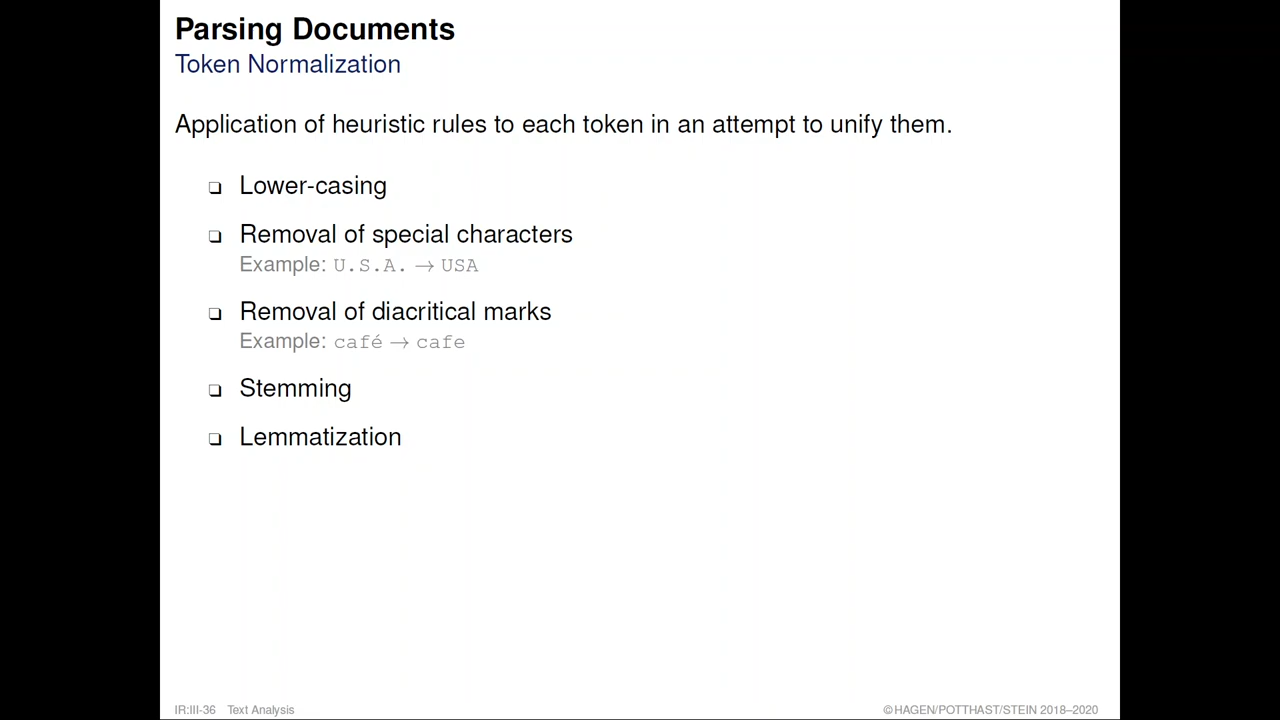 Parsing Documents
Token Normalization
Application of heuristic rules to each token in an attempt to unify them.
❑ Lower-casing
❑ Removal of special characters
Example: U.S.A. → USA
❑ Removal of diacritical marks
Example: café → cafe
❑ Stemming
❑ Lemmatization
IR:III-36 Text Analysis
©HAGEN/POTTHAST/STEIN 2018–2020